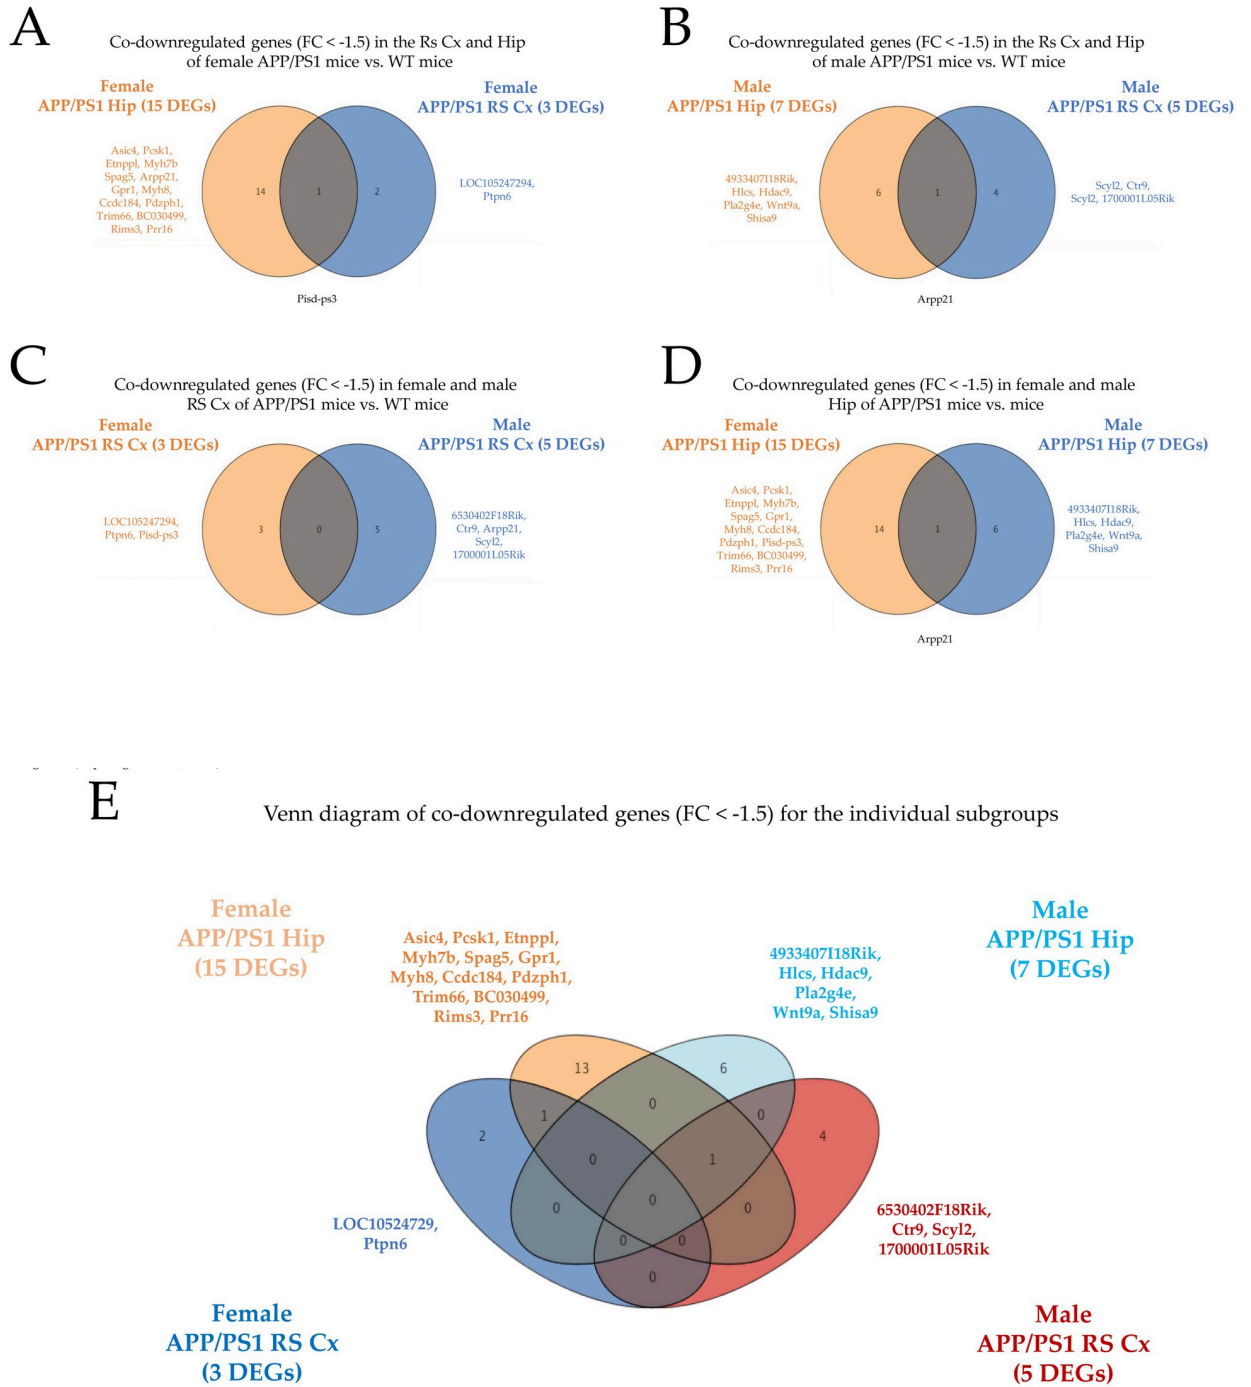 A
Co-downregulated genes (FC < -1.5) in the Rs Cx and Hip
of female APP/PS1 mice vs. WT mice
Female
APP/PS1 Hip (15 DEGs)
Female
APP/PS1 RS Cx (3 DEGs)
Asic4, Pcsk1,
Etnppl, Myh7b
Spag5, Arpp21,
Gpr1, Myh8,
Ccdc184, Pdzph1,
Trim66, BC030499,
Rims3, Prr16
14
1
2
LOC105247294,
Ptpn6
Pisd-ps3
B
Co-downregulated genes (FC < -1.5) in the Rs Cx and Hip
of male APP/PS1 mice vs. WT mice
Male
APP/PS1 Hip (7 DEGs)
Male
APP/PS1 RS Cx (5 DEGs)
4933407I18Rik,
Hlcs, Hdac9,
Pla2g4e, Wnt9a,
Shisa9
6
1
4
Scyl2, Ctr9,
Scyl2, 1700001L05Rik
Arpp21
C
Co-downregulated genes (FC < -1.5) in female and male
RS Cx of APP/PS1 mice vs. WT mice
Female
APP/PS1 RS Cx (3 DEGs)
Male
APP/PS1 RS Cx (5 DEGs)
LOC105247294,
Ptpn6, Pisd-ps3
3
0
5
6530402F18Rik,
Ctr9, Arpp21,
Scyl2,
1700001L05Rik
D
Co-downregulated genes (FC < -1.5) in female and male
Hip of APP/PS1 mice vs. mice
Female
APP/PS1 Hip (15 DEGs)
Male
APP/PS1 Hip (7 DEGs)
Asic4, Pcsk1,
Etnppl, Myh7b,
Spag5, Gpr1,
Myh8, Ccdc184,
Pdzph1, Pisd-ps3,
Trim66, BC030499,
Rims3, Prr16
14
1
6
4933407I18Rik,
Hlcs, Hdac9,
Pla2g4e, Wnt9a,
Shisa9
Arpp21
E
Venn diagram of co-downregulated genes (FC < -1.5) for the individual subgroups
Female
APP/PS1 Hip
(15 DEGs)
Asic4, Pcsk1, Etnppl,
Myh7b, Spag5, Gpr1,
Myh8, Ccdc184, Pdzph1,
Trim66, BC030499,
Rims3, Prr16
4933407I18Rik,
Hlcs, Hdac9,
Pla2g4e,
Wnt9a, Shisa9
Male
APP/PS1 Hip
(7 DEGs)
13
6
0
1
0
2
4
0
1
0
0
0
0
0
0
LOC10524729,
Ptpn6
6530402F18Rik,
Ctr9, Scyl2,
1700001L05Rik
Female
APP/PS1 RS Cx
(3 DEGs)
Male
APP/PS1 RS Cx
(5 DEGs)